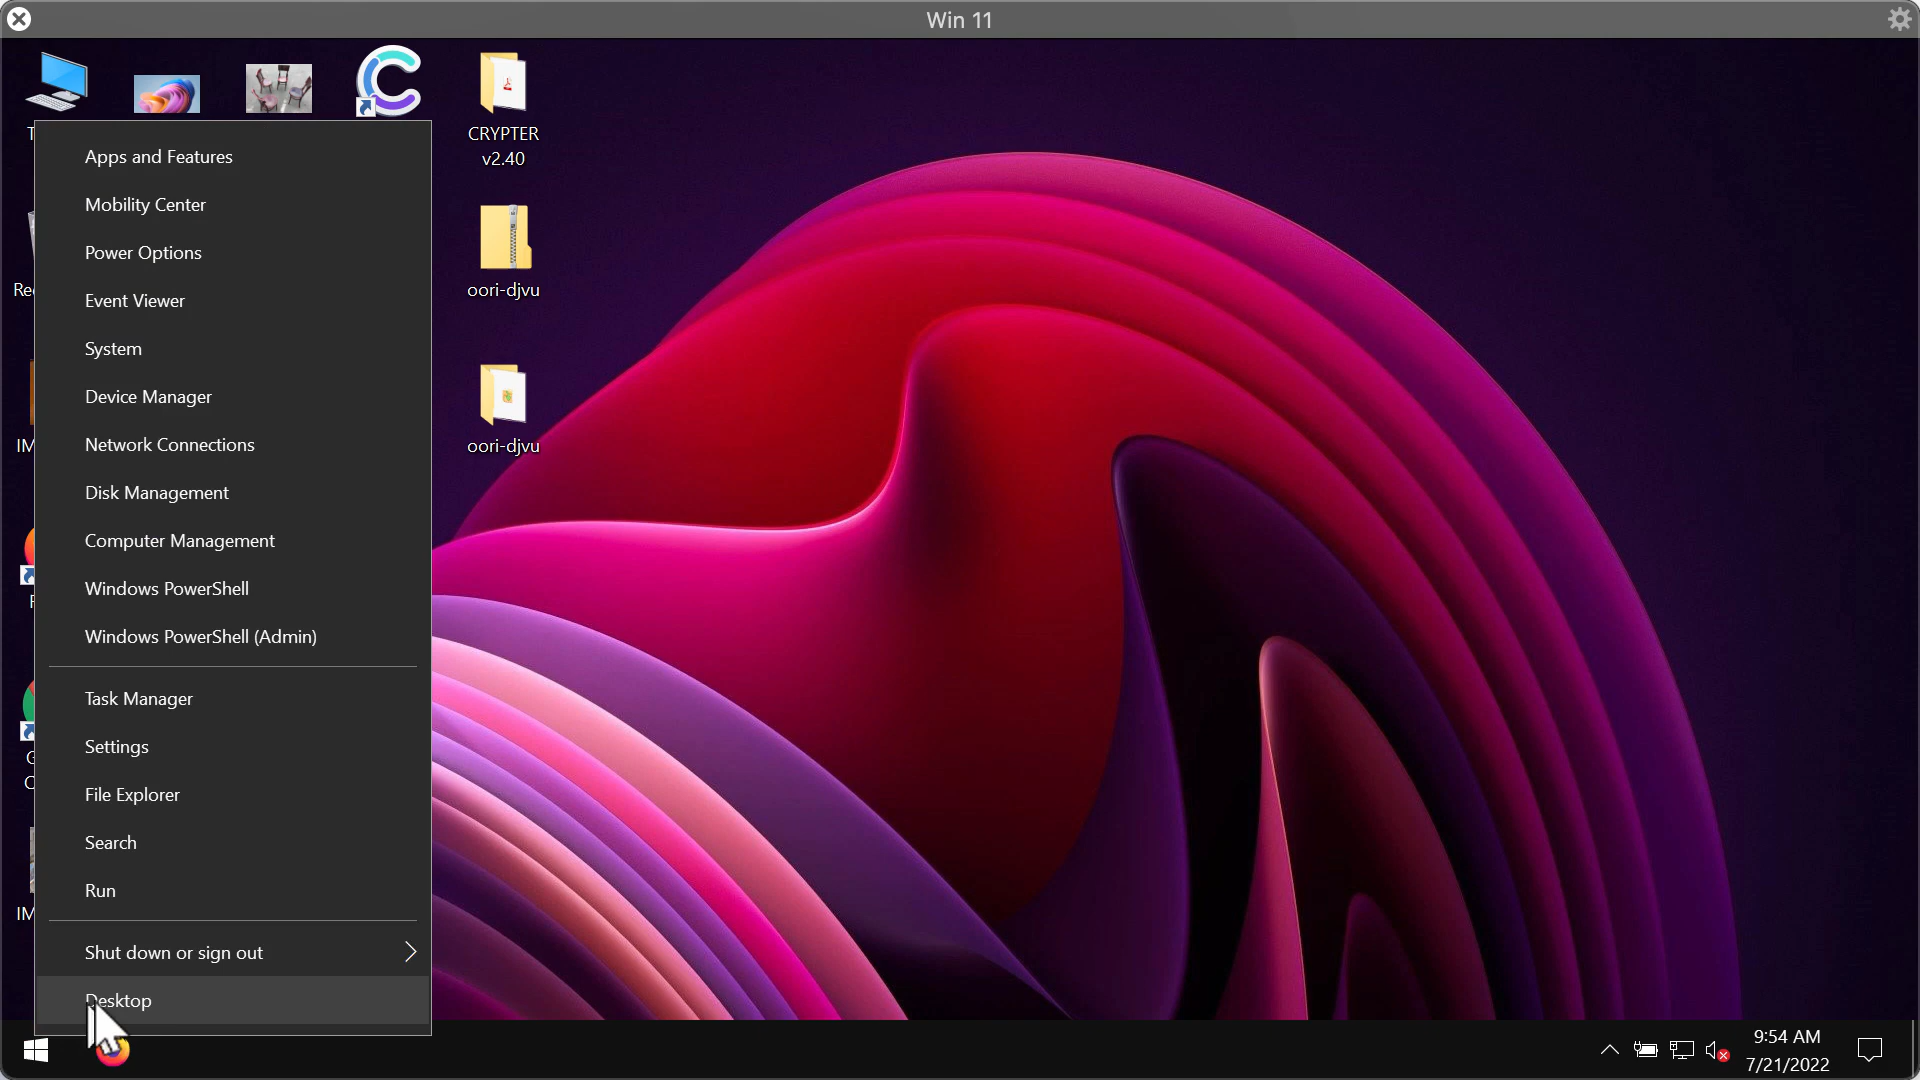 Win 11
CRYPTER
v2.40
oori-djvu
oori-djvu
Apps and Features
Mobility Center
Power Options
Event Viewer
System
Device Manager
Network Connections
Disk Management
Computer Management
Windows PowerShell
Windows PowerShell (Admin)
Task Manager
Settings
File Explorer
Search
Run
Shut down or sign out
Desktop
9:54 AM
7/21/2022